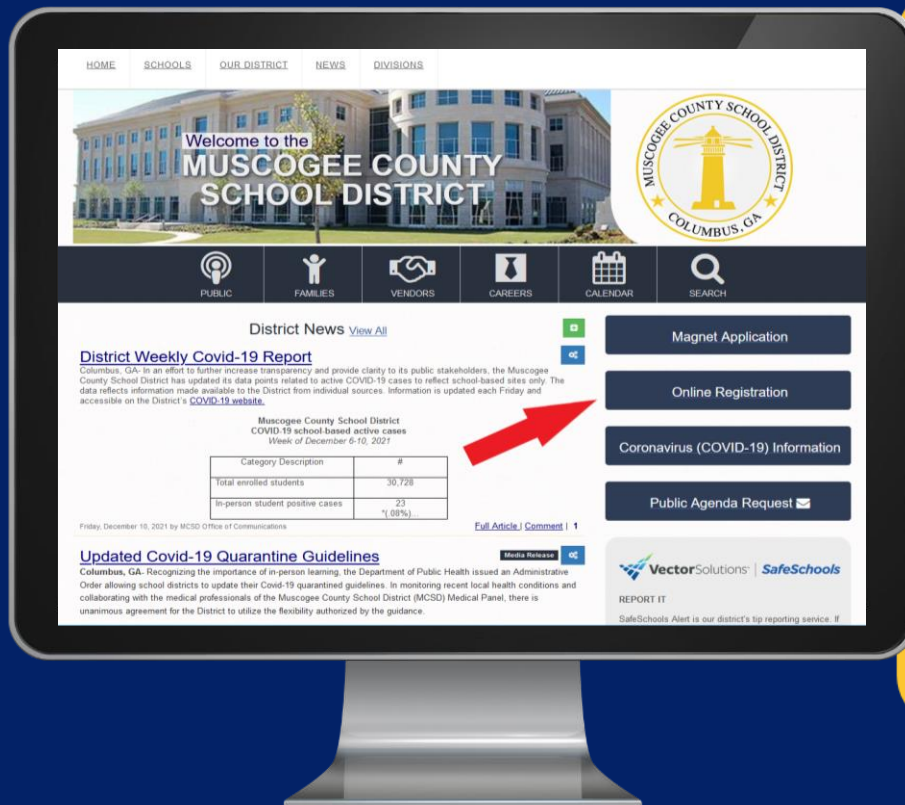 HOME SCHOOLS OUR DISTRICT NEWS DIVISIONS
Welcome to the
MUSCOGEE COUNTY
SCHOOL DISTRICT
MUSCOGEE COUNTY SCHOOL DISTRICT
COLUMBUS, GA
PUBLIC FAMILIES VENDORS CAREERS CALENDAR SEARCH
District News View All
District Weekly Covid-19 Report
Columbus, GA- In an effort to further increase transparency and provide clarity to its public stakeholders, the Muscogee
County School District has updated its data points related to active COVID-19 cases to reflect school-based sites only. The
data reflects information made available to the District from individual sources. Information is updated each Friday and
accessible on the District's COVID-19 website.
Muscogee County School District
COVID-19 school-based active cases
Week of December 6-10, 2021
Category Description #
Total enrolled students 30,728
In-person student positive cases 23
*(.08%)...
Friday, December 10, 2021 by MCSD Office of Communications Full Article | Comment | 1
Updated Covid-19 Quarantine Guidelines Media Release
Columbus, GA- Recognizing the importance of in-person learning, the Department of Public Health issued an Administrative
Order allowing school districts to update their Covid-19 quarantined guidelines. In monitoring recent local health conditions and
collaborating with the medical professionals of the Muscogee County School District (MCSD) Medical Panel, there is
unanimous agreement for the District to utilize the flexibility authorized by the guidance.
Magnet Application
Online Registration
Coronavirus (COVID-19) Information
Public Agenda Request
VectorSolutions | SafeSchools
REPORT IT
SafeSchools Alert is our district's tip reporting service. If